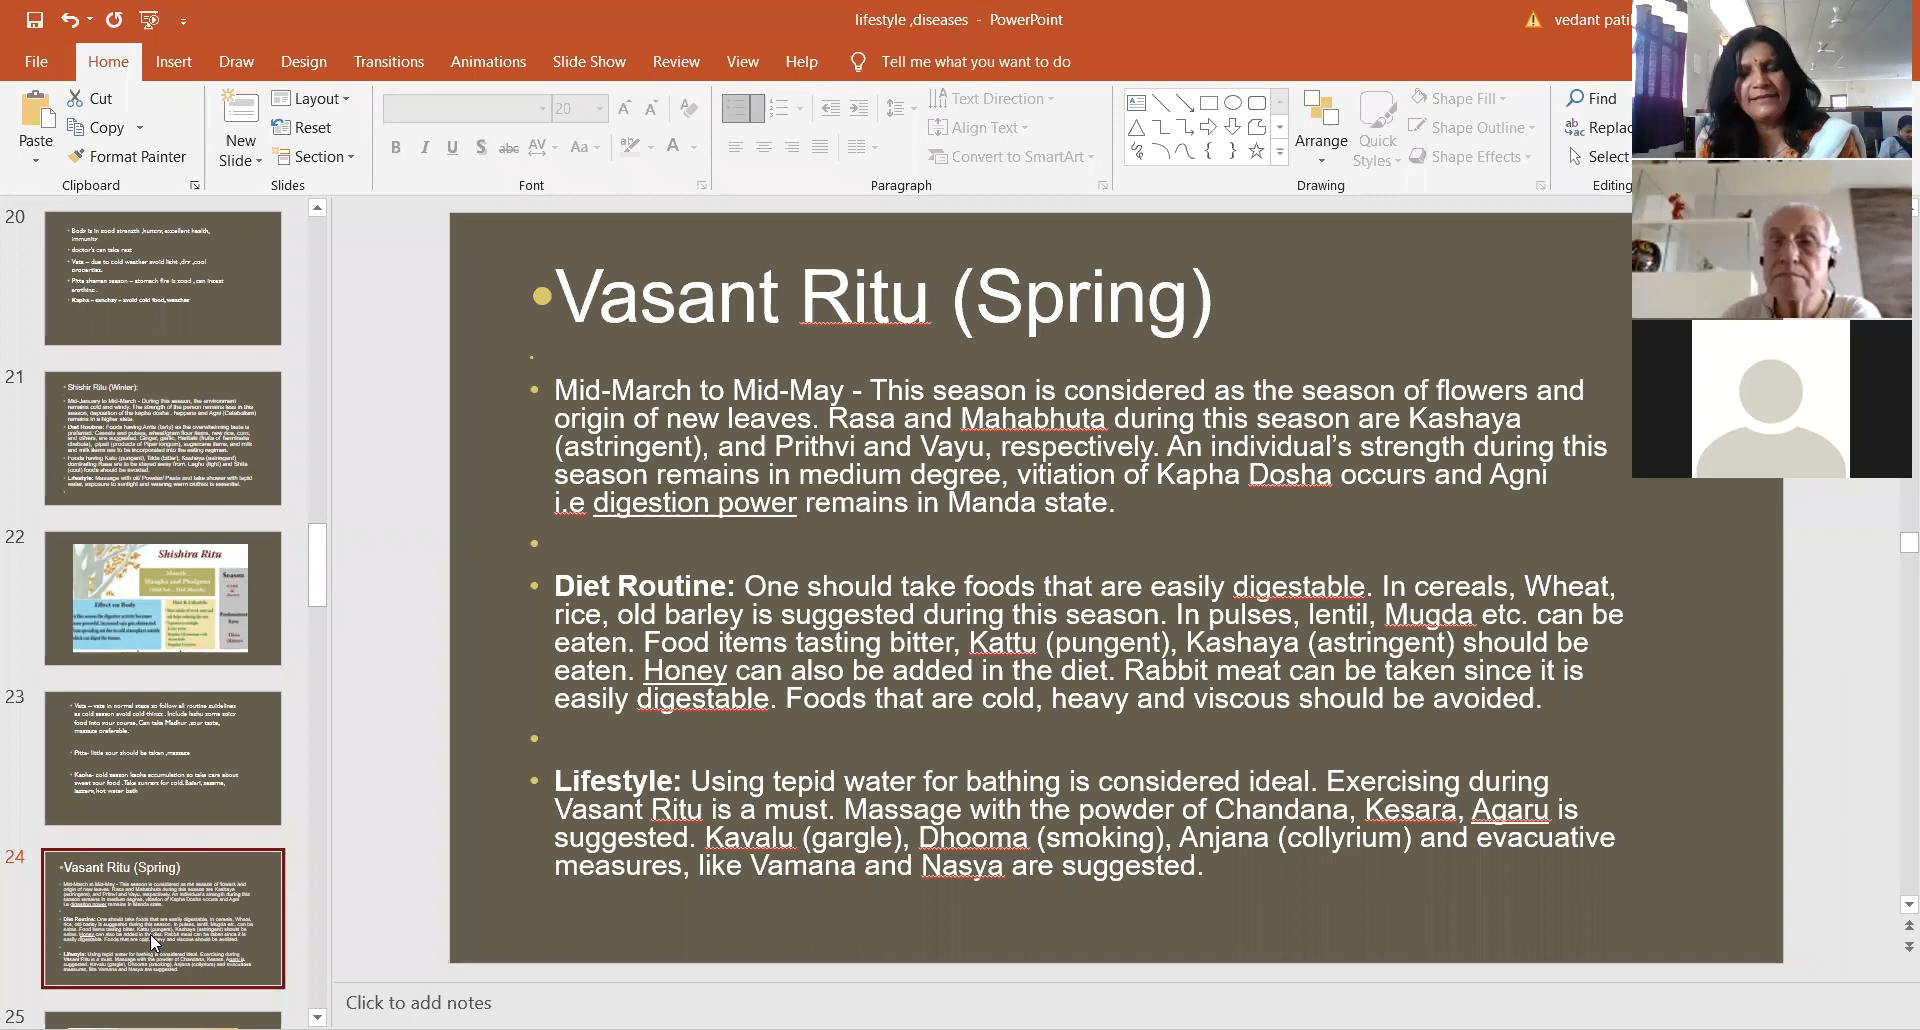 lifestyle ,diseases - PowerPoint
vedant pati
File Home Insert Draw Design Transitions Animations Slide Show Review View Help Tell me what you want to do
Paste
Cut
Copy
Format Painter
Clipboard
New Slide
Layout
Reset
Section
Slides
20
B I U S abc AV Aa A
Font
Text Direction
Align Text
Convert to SmartArt
Paragraph
Arrange
Quick Styles
Shape Fill
Shape Outline
Shape Effects
Drawing
Find
Replac
Select
Editing
20
21
Shishir Ritu (Winter):
22
Shishira Ritu
Season
Effect on Body
23
24
Vasant Ritu (Spring)
25
•Vasant Ritu (Spring)
• Mid-March to Mid-May - This season is considered as the season of flowers and
origin of new leaves. Rasa and Mahabhuta during this season are Kashaya
(astringent), and Prithvi and Vayu, respectively. An individual’s strength during this
season remains in medium degree, vitiation of Kapha Dosha occurs and Agni
i.e digestion power remains in Manda state.
• Diet Routine: One should take foods that are easily digestable. In cereals, Wheat,
rice, old barley is suggested during this season. In pulses, lentil, Mugda etc. can be
eaten. Food items tasting bitter, Kattu (pungent), Kashaya (astringent) should be
eaten. Honey can also be added in the diet. Rabbit meat can be taken since it is
easily digestable. Foods that are cold, heavy and viscous should be avoided.
• Lifestyle: Using tepid water for bathing is considered ideal. Exercising during
Vasant Ritu is a must. Massage with the powder of Chandana, Kesara, Agaru is
suggested. Kavalu (gargle), Dhooma (smoking), Anjana (collyrium) and evacuative
measures, like Vamana and Nasya are suggested.
Click to add notes